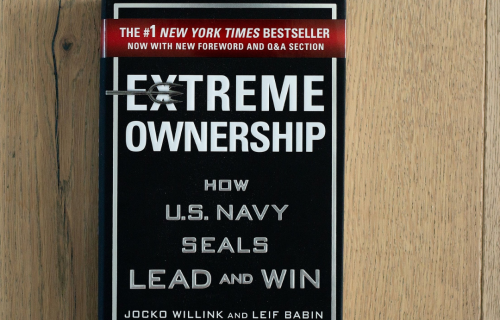 THE #1 NEW YORK TIMES BESTSELLER
NOW WITH NEW FOREWORD AND Q&A SECTION
EXTREME
OWNERSHIP
HOW
U.S. NAVY
SEALS
LEAD AND WIN
JOCKO WILLINK AND LEIF BABIN